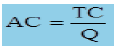 AC = TC / Q